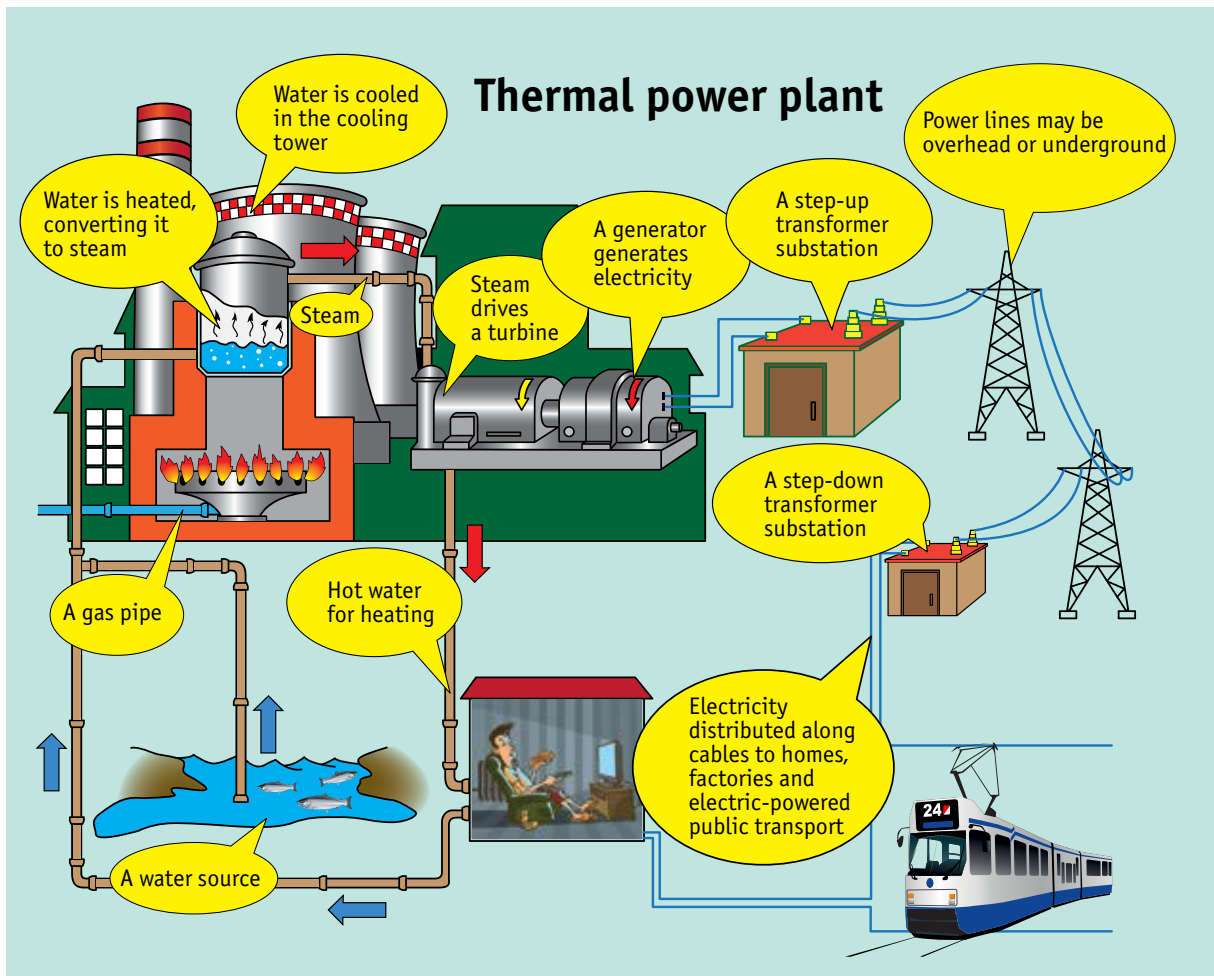 Thermal power plant
Water is cooled
in the cooling
tower
Power lines may be
overhead or underground
Water is heated,
converting it
to steam
A step-up
transformer
substation
A generator
generates
electricity
Steam
drives
a turbine
Steam
A step-down
transformer
substation
A gas pipe
Hot water
for heating
Electricity
distributed along
cables to homes,
factories and
electric-powered
public transport
24
A water source